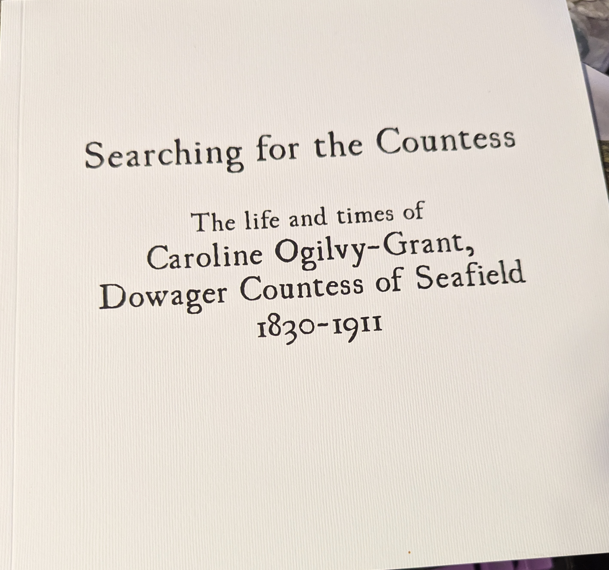 Searching for the Countess
The life and times of
Caroline Ogilvy-Grant,
Dowager Countess of Seafield
1830-1911